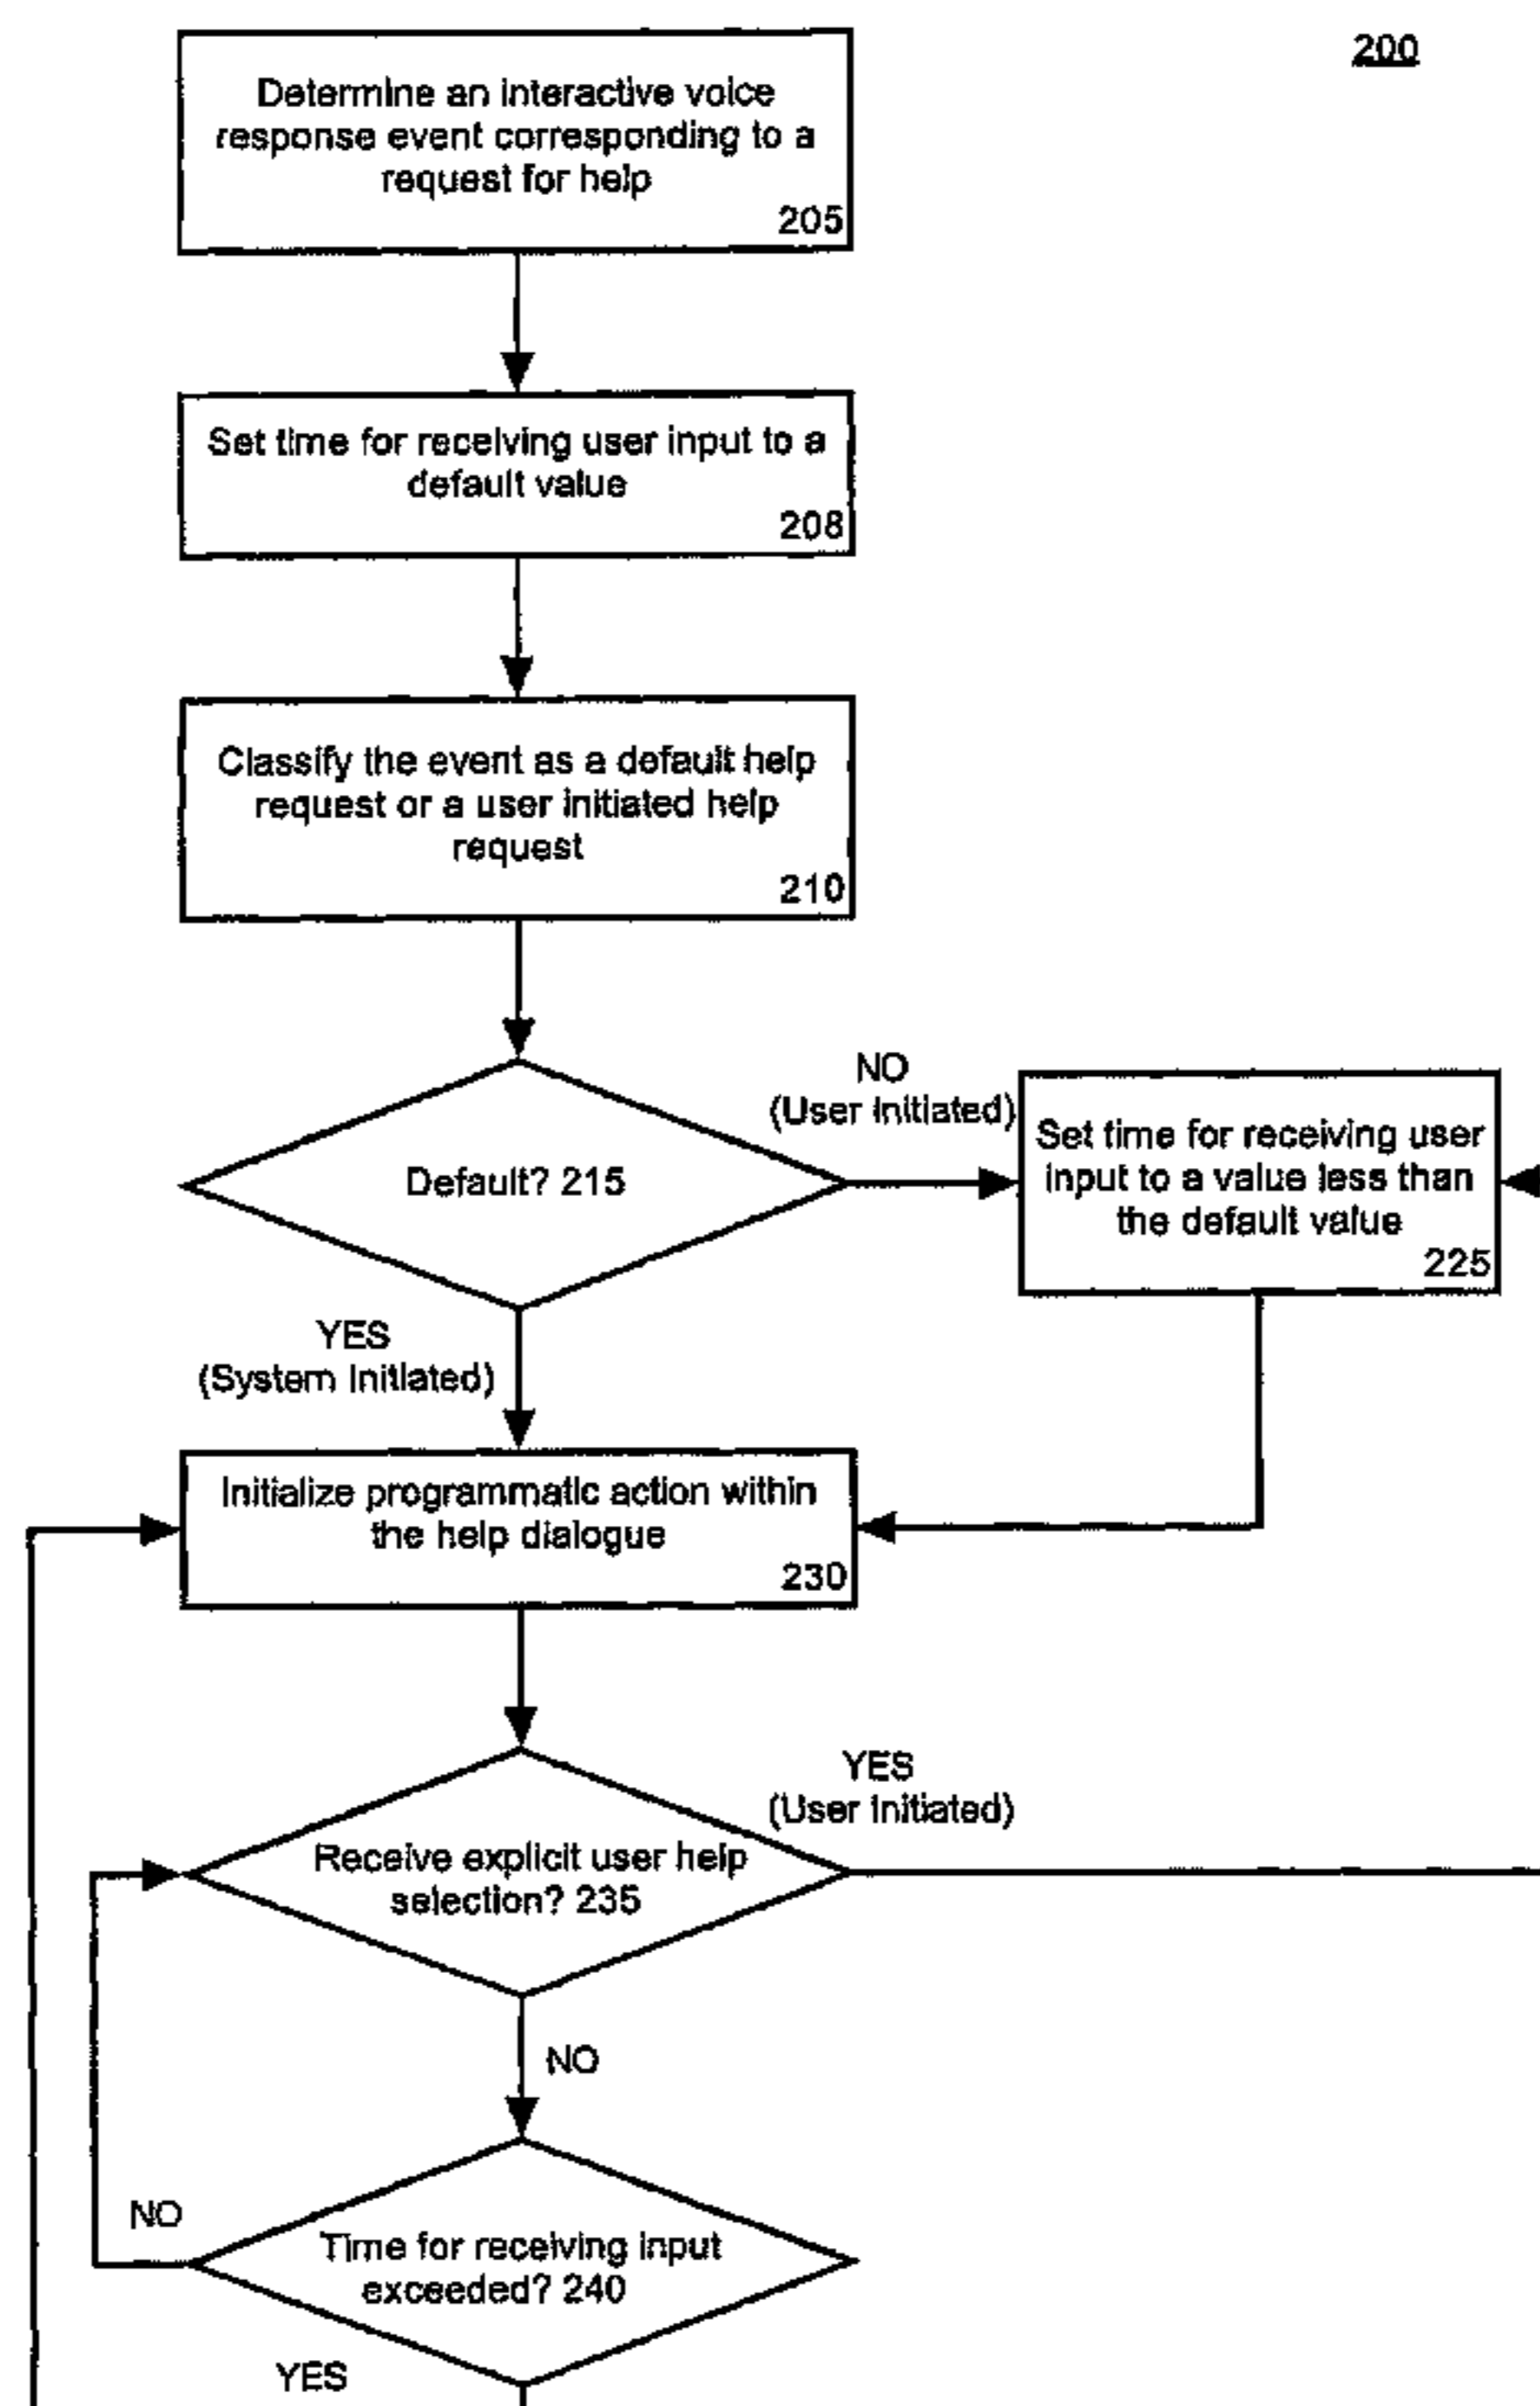 200
Determine an interactive voice
response event corresponding to a
request for help
205
Set time for receiving user input to a
default value
208
Classify the event as a default help
request or a user initiated help
request
210
NO
(User Initiated)
Default? 215
Set time for receiving user
input to a value less than
the default value
225
YES
(System Initiated)
Initialize programmatic action within
the help dialogue
230
YES
(User Initiated)
Receive explicit user help
selection? 235
NO
NO
Time for receiving input
exceeded? 240
YES